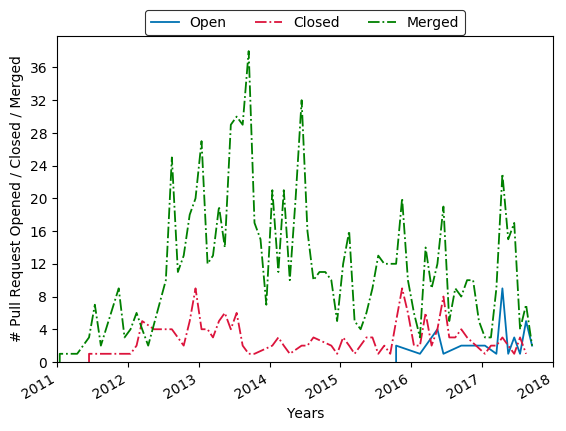 Open Closed Merged
# Pull Request Opened / Closed / Merged
36
32
28
24
20
16
12
8
4
0
2011 2012 2013 2014 2015 2016 2017 2018
Years